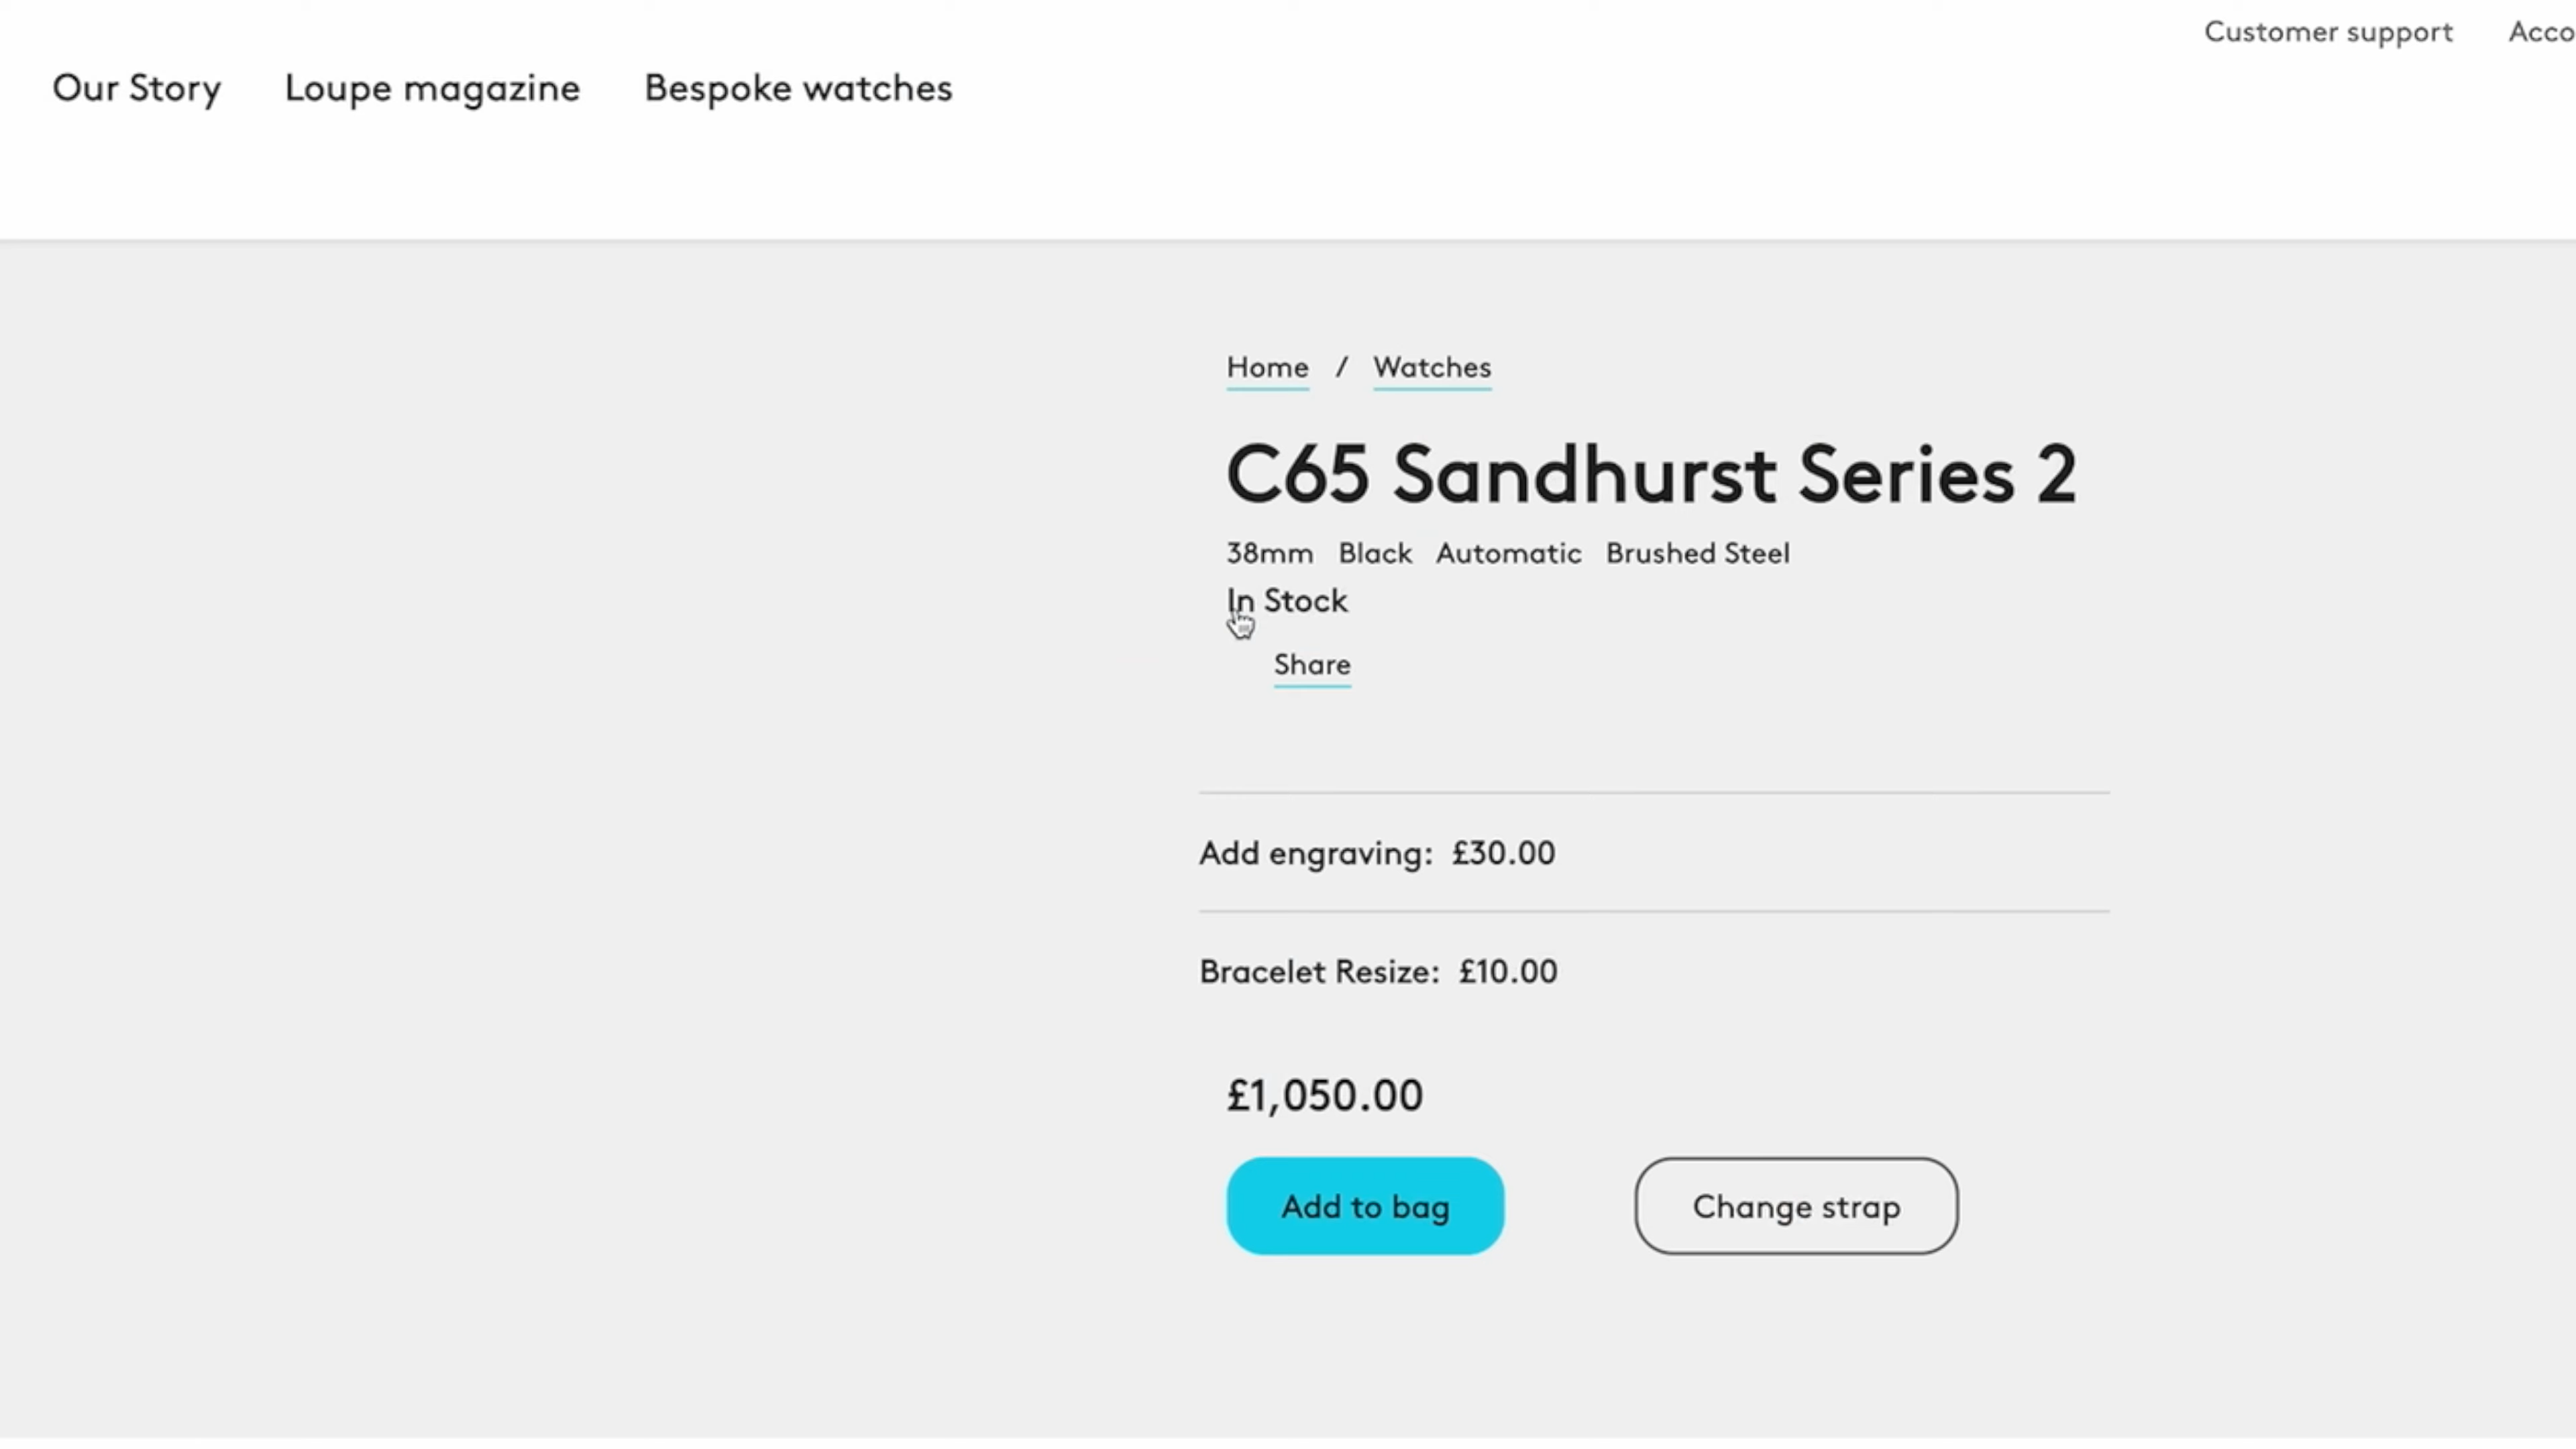 Customer support
Our Story Loupe magazine Bespoke watches
Home / Watches
C65 Sandhurst Series 2
38mm Black Automatic Brushed Steel
In Stock
Share
Add engraving: £30.00
Bracelet Resize: £10.00
£1,050.00
Add to bag Change strap